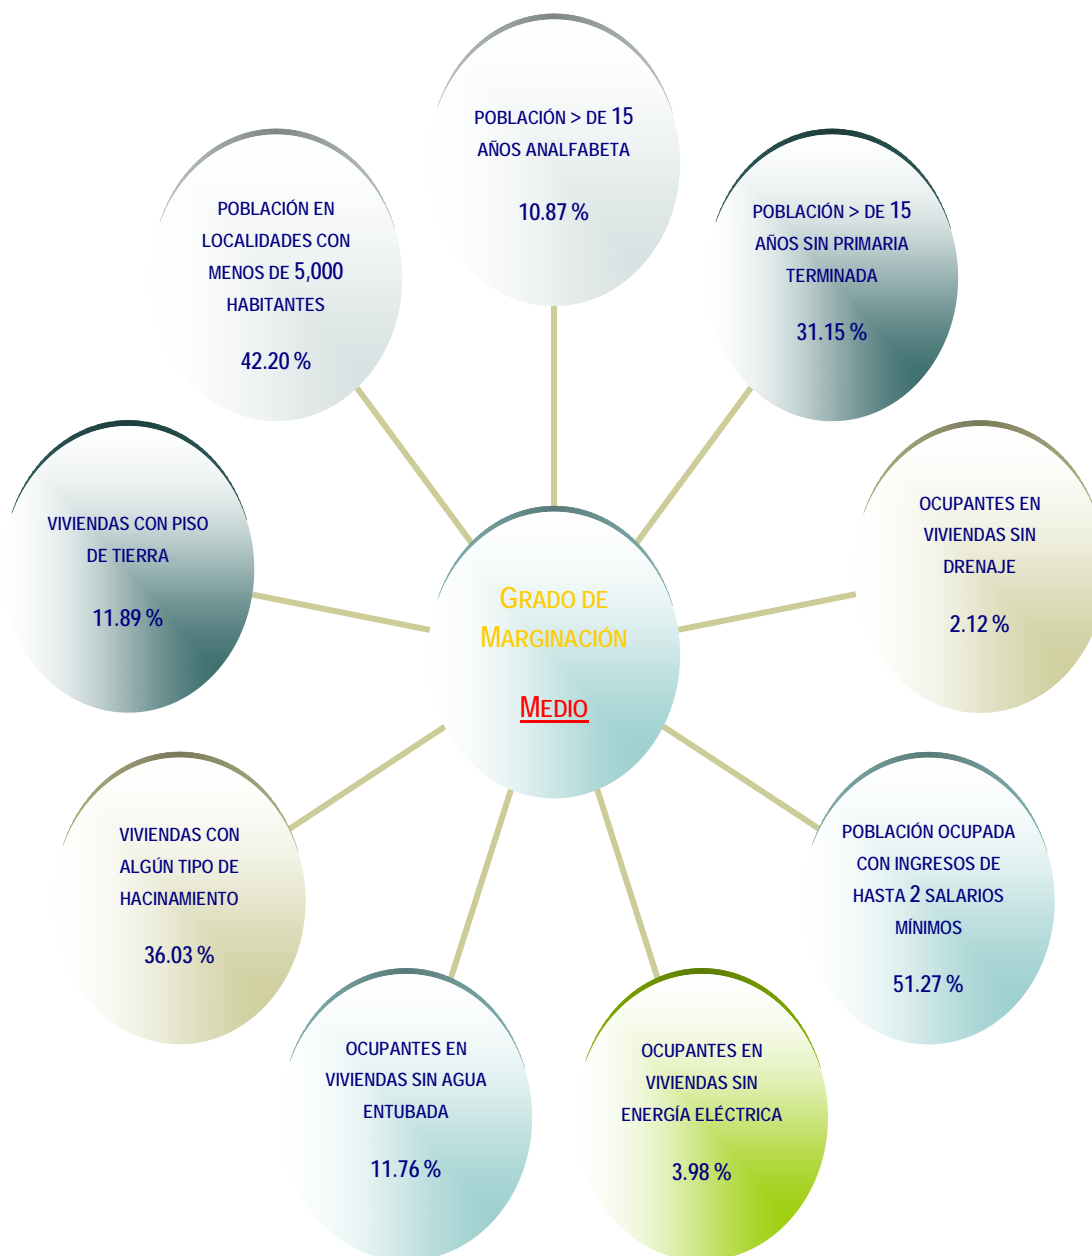 POBLACIÓN > DE 15
AÑOS ANALFABETA
10.87 %
POBLACIÓN > DE 15
AÑOS SIN PRIMARIA
TERMINADA
31.15 %
OCUPANTES EN
VIVIENDAS SIN
DRENAJE
2.12 %
POBLACIÓN OCUPADA
CON INGRESOS DE
HASTA 2 SALARIOS
MÍNIMOS
51.27 %
OCUPANTES EN
VIVIENDAS SIN
ENERGÍA ELÉCTRICA
3.98 %
OCUPANTES EN
VIVIENDAS SIN AGUA
ENTUBADA
11.76 %
VIVIENDAS CON
ALGÚN TIPO DE
HACINAMIENTO
36.03 %
VIVIENDAS CON PISO
DE TIERRA
11.89 %
POBLACIÓN EN
LOCALIDADES CON
MENOS DE 5,000
HABITANTES
42.20 %
GRADO DE
MARGINACIÓN
MEDIO